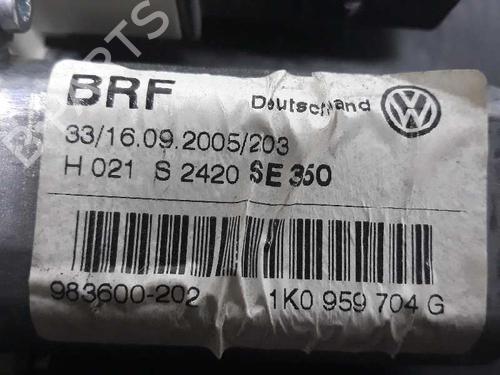 BRF Deutschland
33/16.09.2005/203
H 021 S 2420 SE 350
983600-202 1K0 959 704 G